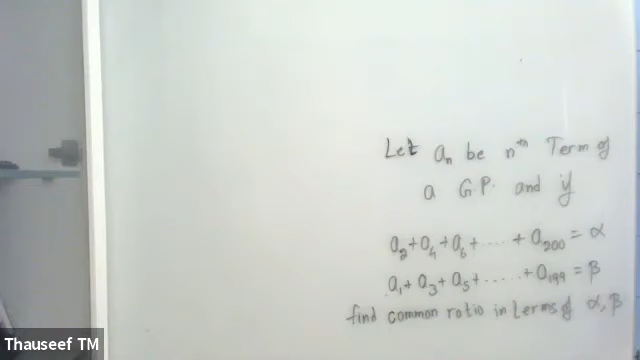 Let aₙ be nᵗʰ Term of
a G.P. and if
a₂+a₄+a₆+.....+a₂₀₀=α
a₁+a₃+a₅+......+a₁₉₉=β
find common ratio in terms of α,β
Thauseef TM